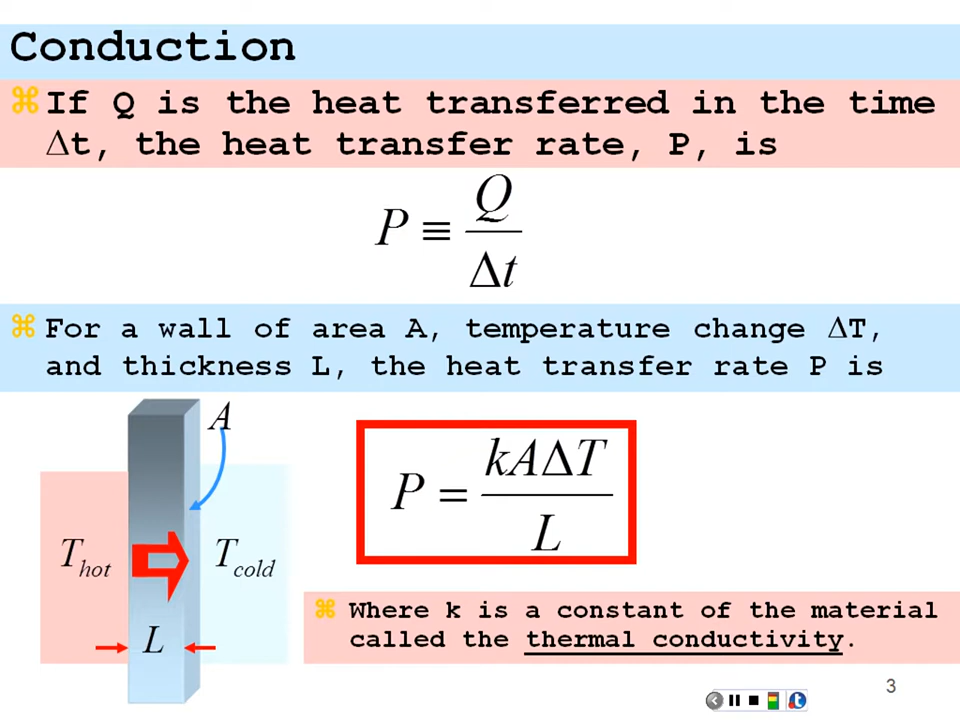 Conduction
⌘If Q is the heat transferred in the time
Δt, the heat transfer rate, P, is
P ≡ Q / Δt
⌘For a wall of area A, temperature change ΔT,
and thickness L, the heat transfer rate P is
A
T_hot
T_cold
L
P = kAΔT / L
⌘Where k is a constant of the material
called the thermal conductivity.
3